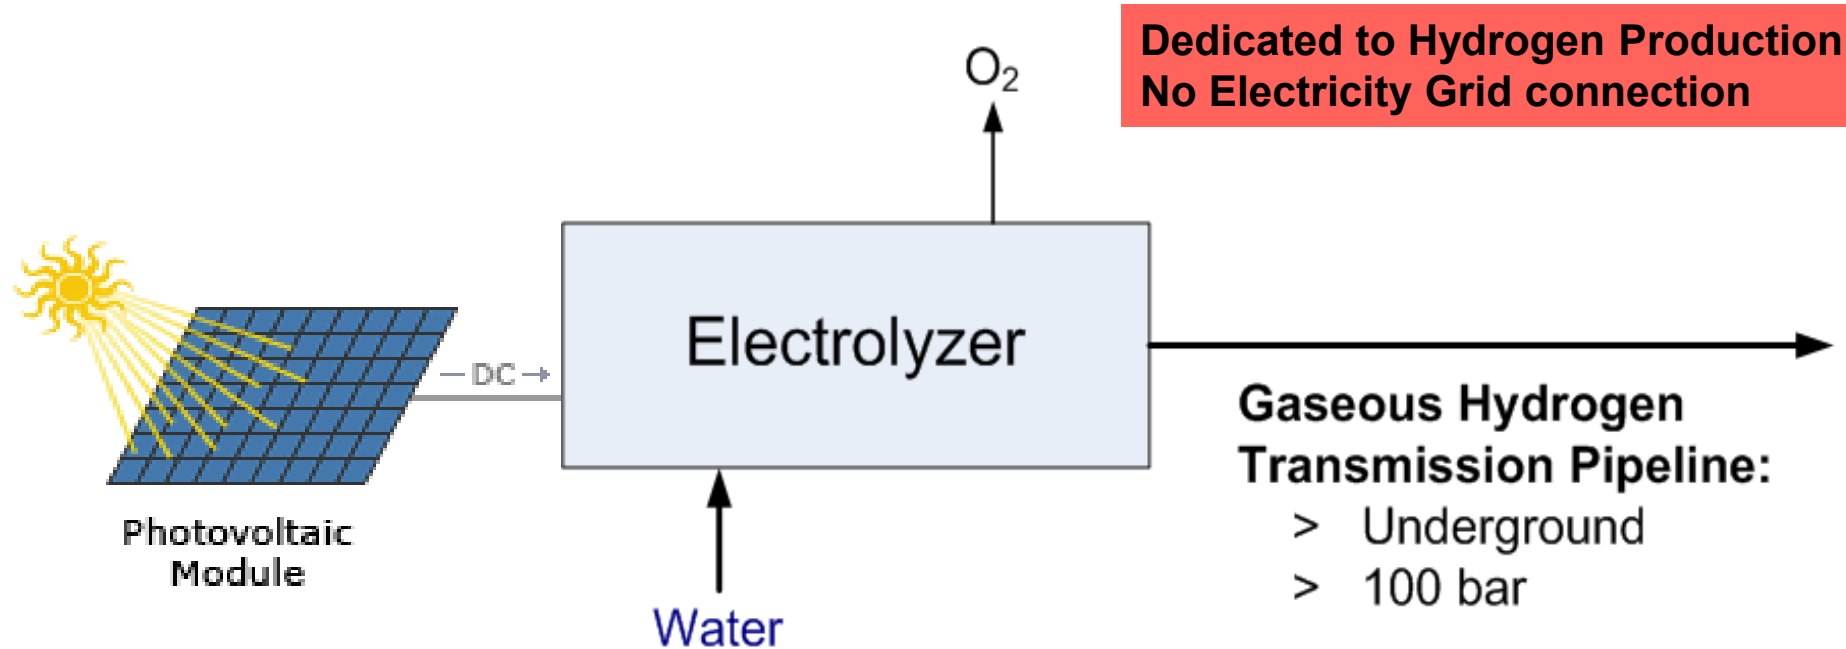 Dedicated to Hydrogen Production
No Electricity Grid connection
O₂
Electrolyzer
DC
Gaseous Hydrogen
Transmission Pipeline:
> Underground
> 100 bar
Photovoltaic
Module
Water